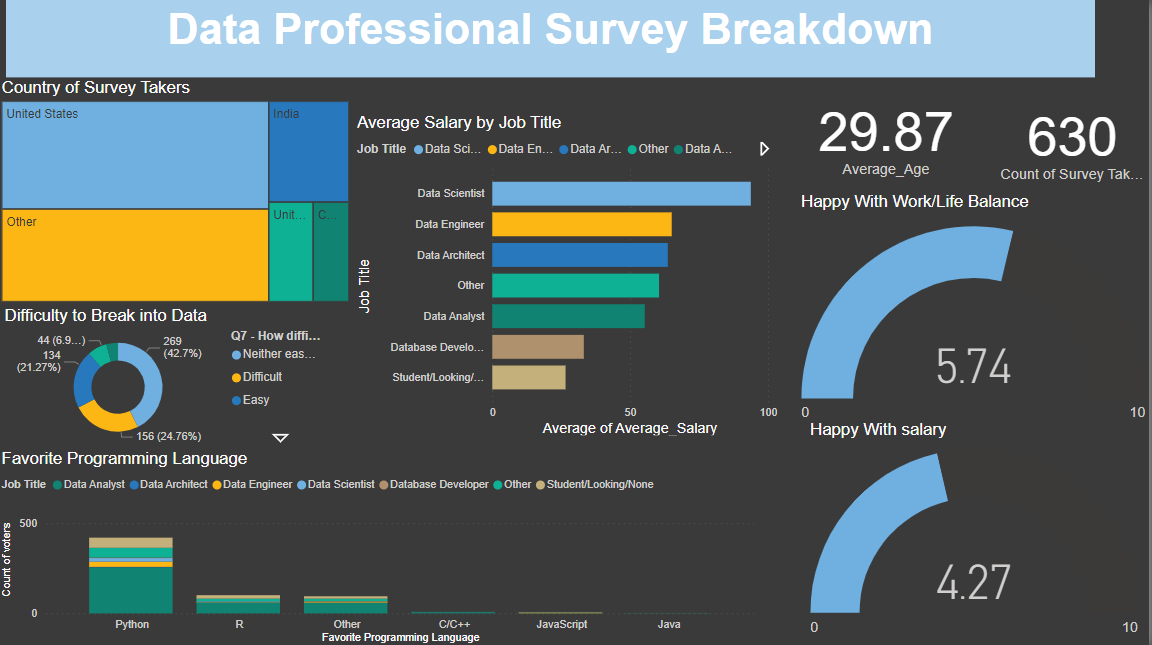 Data Professional Survey Breakdown
Country of Survey Takers
United States
India
Other
Unit...
C...
Average Salary by Job Title
Job Title Data Sci... Data En... Data Ar... Other Data A...
Job Title
Data Scientist
Data Engineer
Data Architect
Other
Data Analyst
Database Develo...
Student/Looking/...
0 50 100
Average of Average_Salary
29.87
Average_Age
630
Count of Survey Tak...
Happy With Work/Life Balance
5.74
0 10
Happy With salary
4.27
0 10
Difficulty to Break into Data
44 (6.9...)
134
(21.27%)
269
(42.7%)
156 (24.76%)
Q7 - How diffi...
Neither eas...
Difficult
Easy
Favorite Programming Language
Job Title Data Analyst Data Architect Data Engineer Data Scientist Database Developer Other Student/Looking/None
Count of voters
500
0
Python R Other C/C++ JavaScript Java
Favorite Programming Language